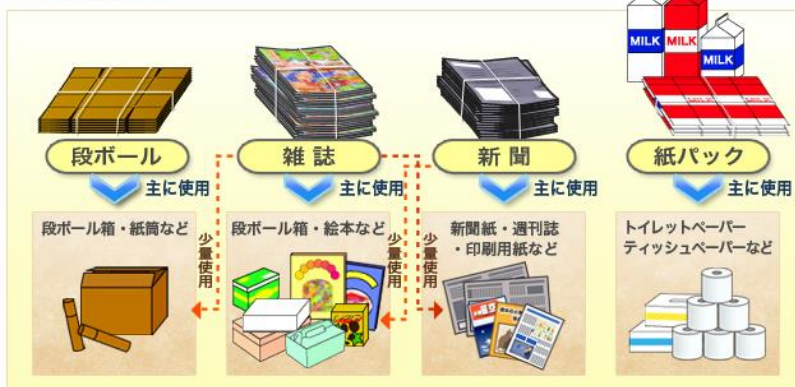 MILK
MILK
MILK
段ボール
雑誌
新聞
紙パック
主に使用
主に使用
主に使用
主に使用
段ボール箱・紙筒など
少量使用
段ボール箱・絵本など
少量使用
少量使用
新聞紙・週刊誌
・印刷用紙など
トイレットペーパー
ティッシュペーパーなど